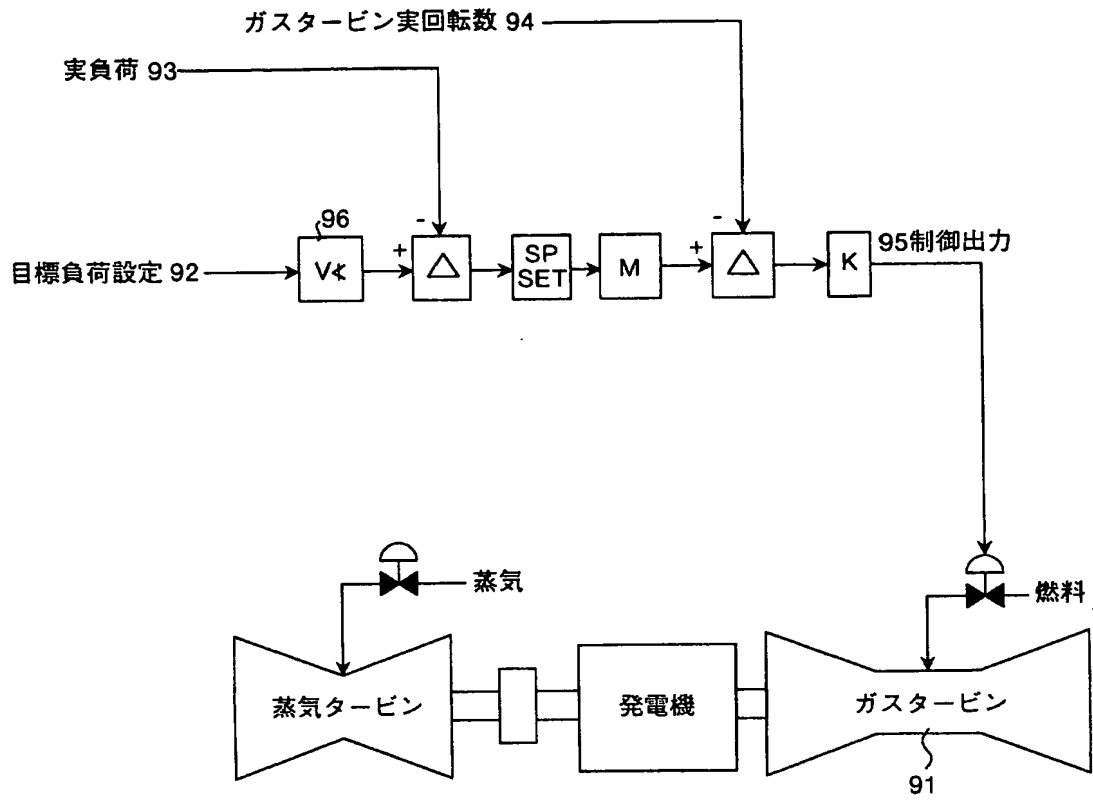 ガスタービン実回転数 94
実負荷 93
-
-
96
+
+
95制御出力
目標負荷設定 92
V∢
△
SP
SET
M
△
K
蒸気
燃料
蒸気タービン
発電機
ガスタービン
91